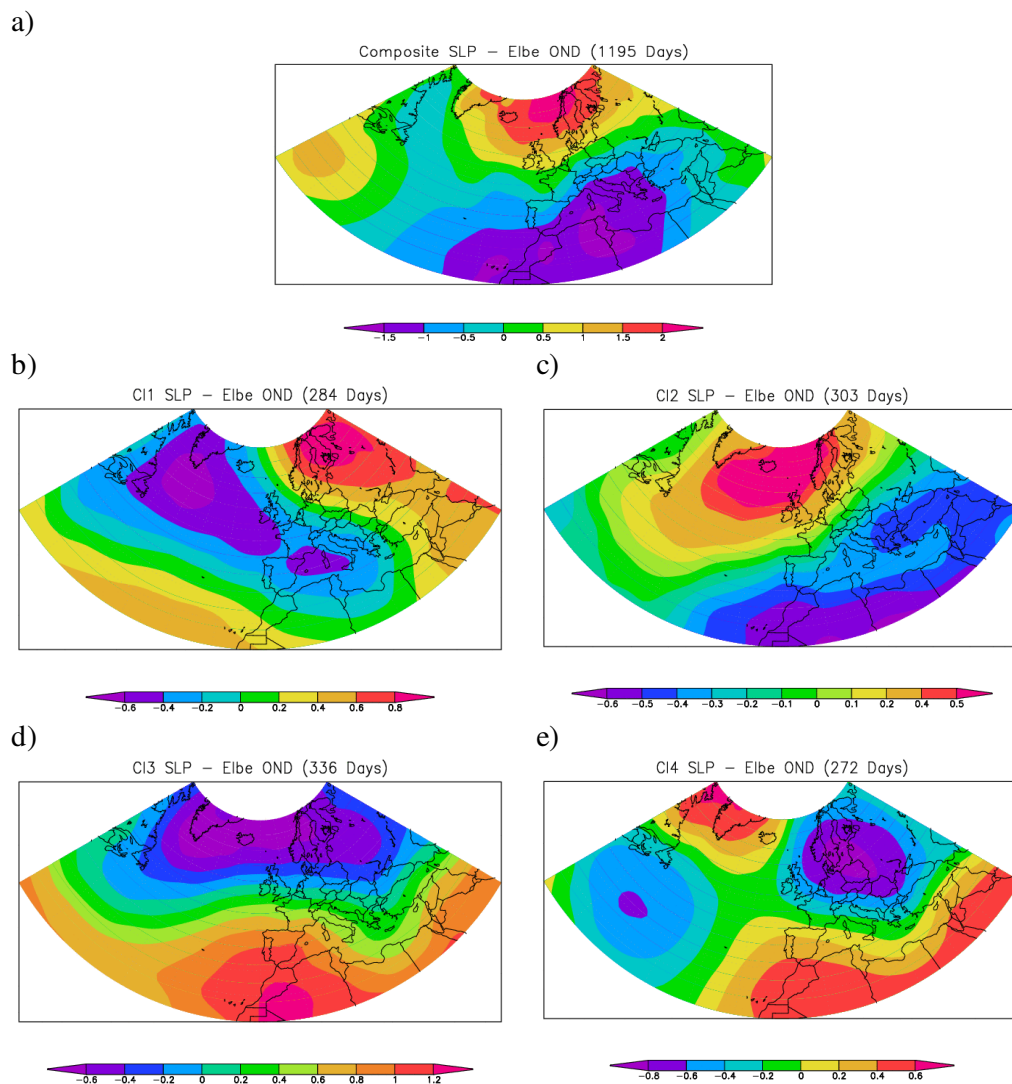 a)
Composite SLP – Elbe OND (1195 Days)
−1.5 −1 −0.5 0 0.5 1 1.5 2
b)
Cl1 SLP – Elbe OND (284 Days)
−0.6 −0.4 −0.2 0 0.2 0.4 0.6 0.8
c)
Cl2 SLP – Elbe OND (303 Days)
−0.6 −0.5 −0.4 −0.3 −0.2 −0.1 0 0.1 0.2 0.4 0.5
d)
Cl3 SLP – Elbe OND (336 Days)
−0.6 −0.4 −0.2 0 0.2 0.4 0.6 0.8 1 1.2
e)
Cl4 SLP – Elbe OND (272 Days)
−0.8 −0.6 −0.4 −0.2 0 0.2 0.4 0.6